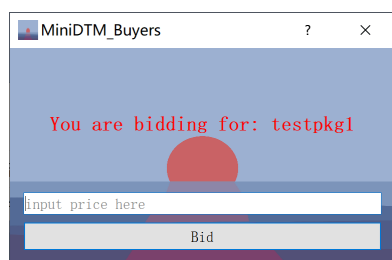 MiniDTM_Buyers
You are bidding for: testpkg1
input price here
Bid